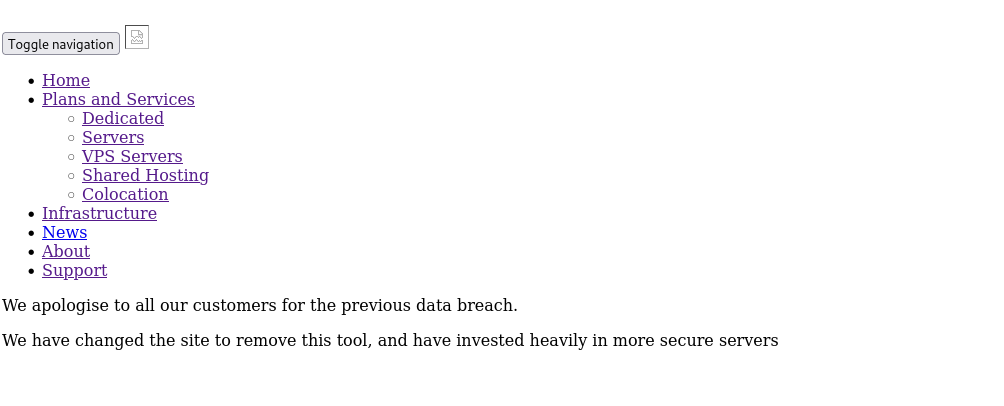 Toggle navigation
Home
Plans and Services
Dedicated
Servers
VPS Servers
Shared Hosting
Colocation
Infrastructure
News
About
Support
We apologise to all our customers for the previous data breach.
We have changed the site to remove this tool, and have invested heavily in more secure servers